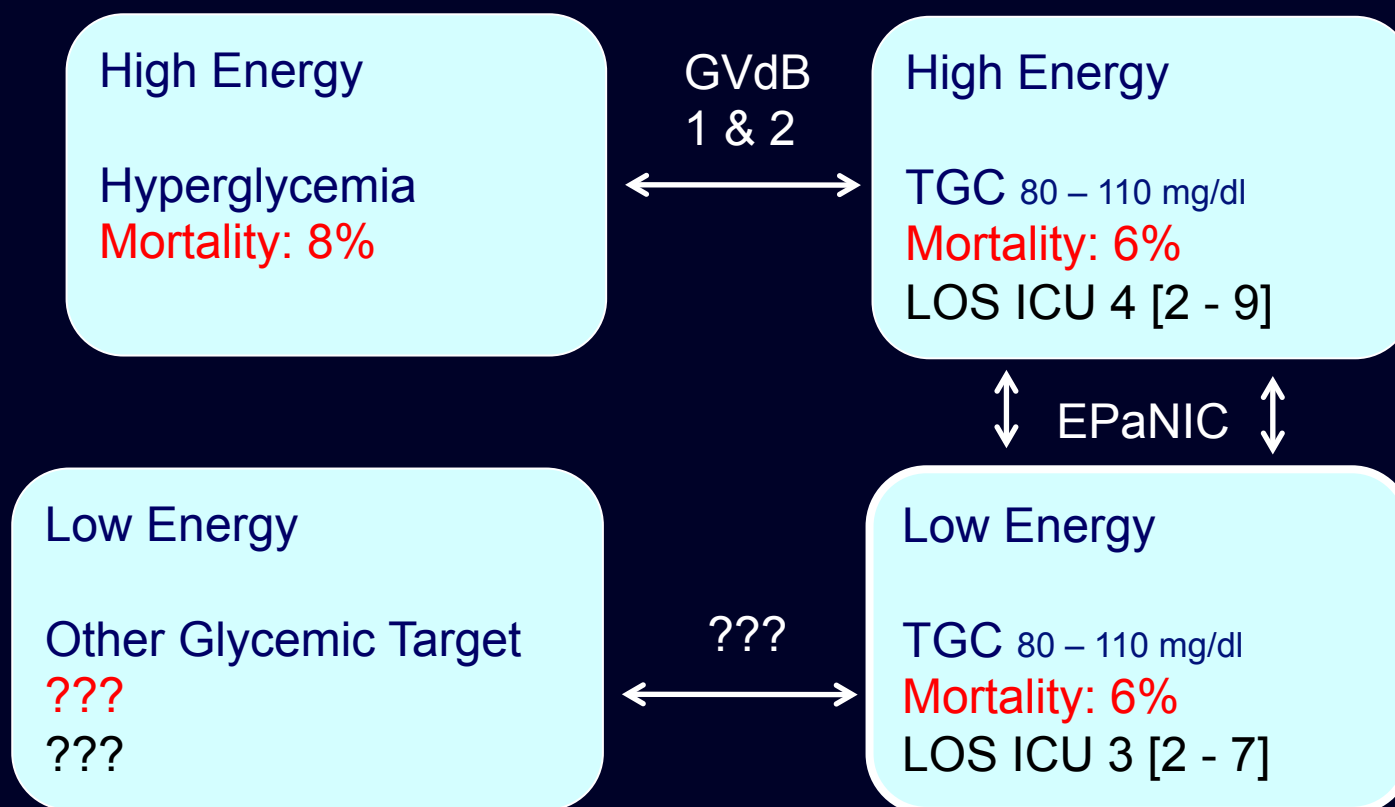 High Energy
Hyperglycemia
Mortality: 8%
GVdB
1 & 2
High Energy
TGC 80 – 110 mg/dl
Mortality: 6%
LOS ICU 4 [2 - 9]
EPaNIC
Low Energy
Other Glycemic Target
???
???
???
Low Energy
TGC 80 – 110 mg/dl
Mortality: 6%
LOS ICU 3 [2 - 7]